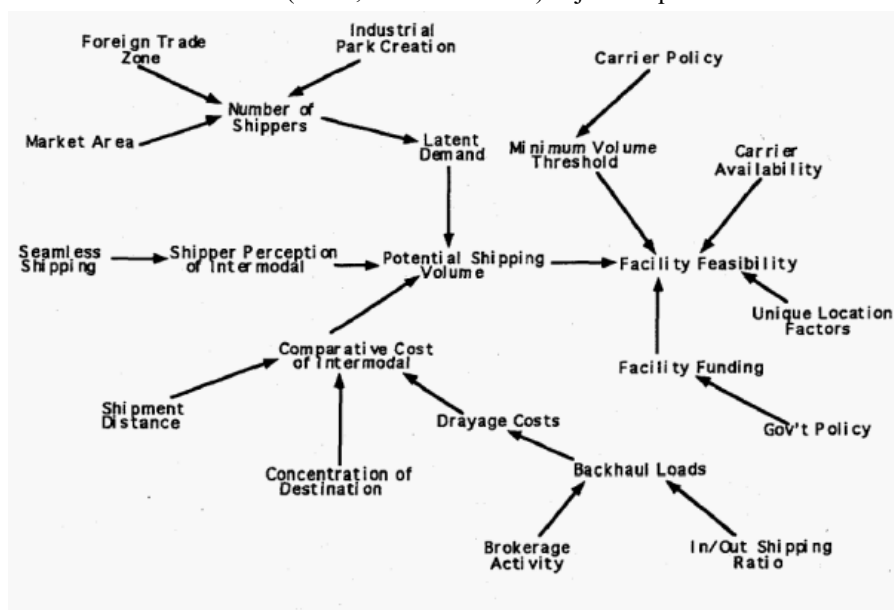 Foreign Trade
Zone
Industrial
Park Creation
Carrier Policy
Number of
Shippers
Market Area
Latent
Demand
Minimum Volume
Threshold
Carrier
Availability
Seamless
Shipping
Shipper Perception
of Intermodal
Potential Shipping
Volume
Facility Feasibility
Unique Location
Factors
Comparative Cost
of Intermodal
Facility Funding
Shipment
Distance
Drayage Costs
Gov't Policy
Concentration of
Destination
Backhaul Loads
Brokerage
Activity
In/Out Shipping
Ratio